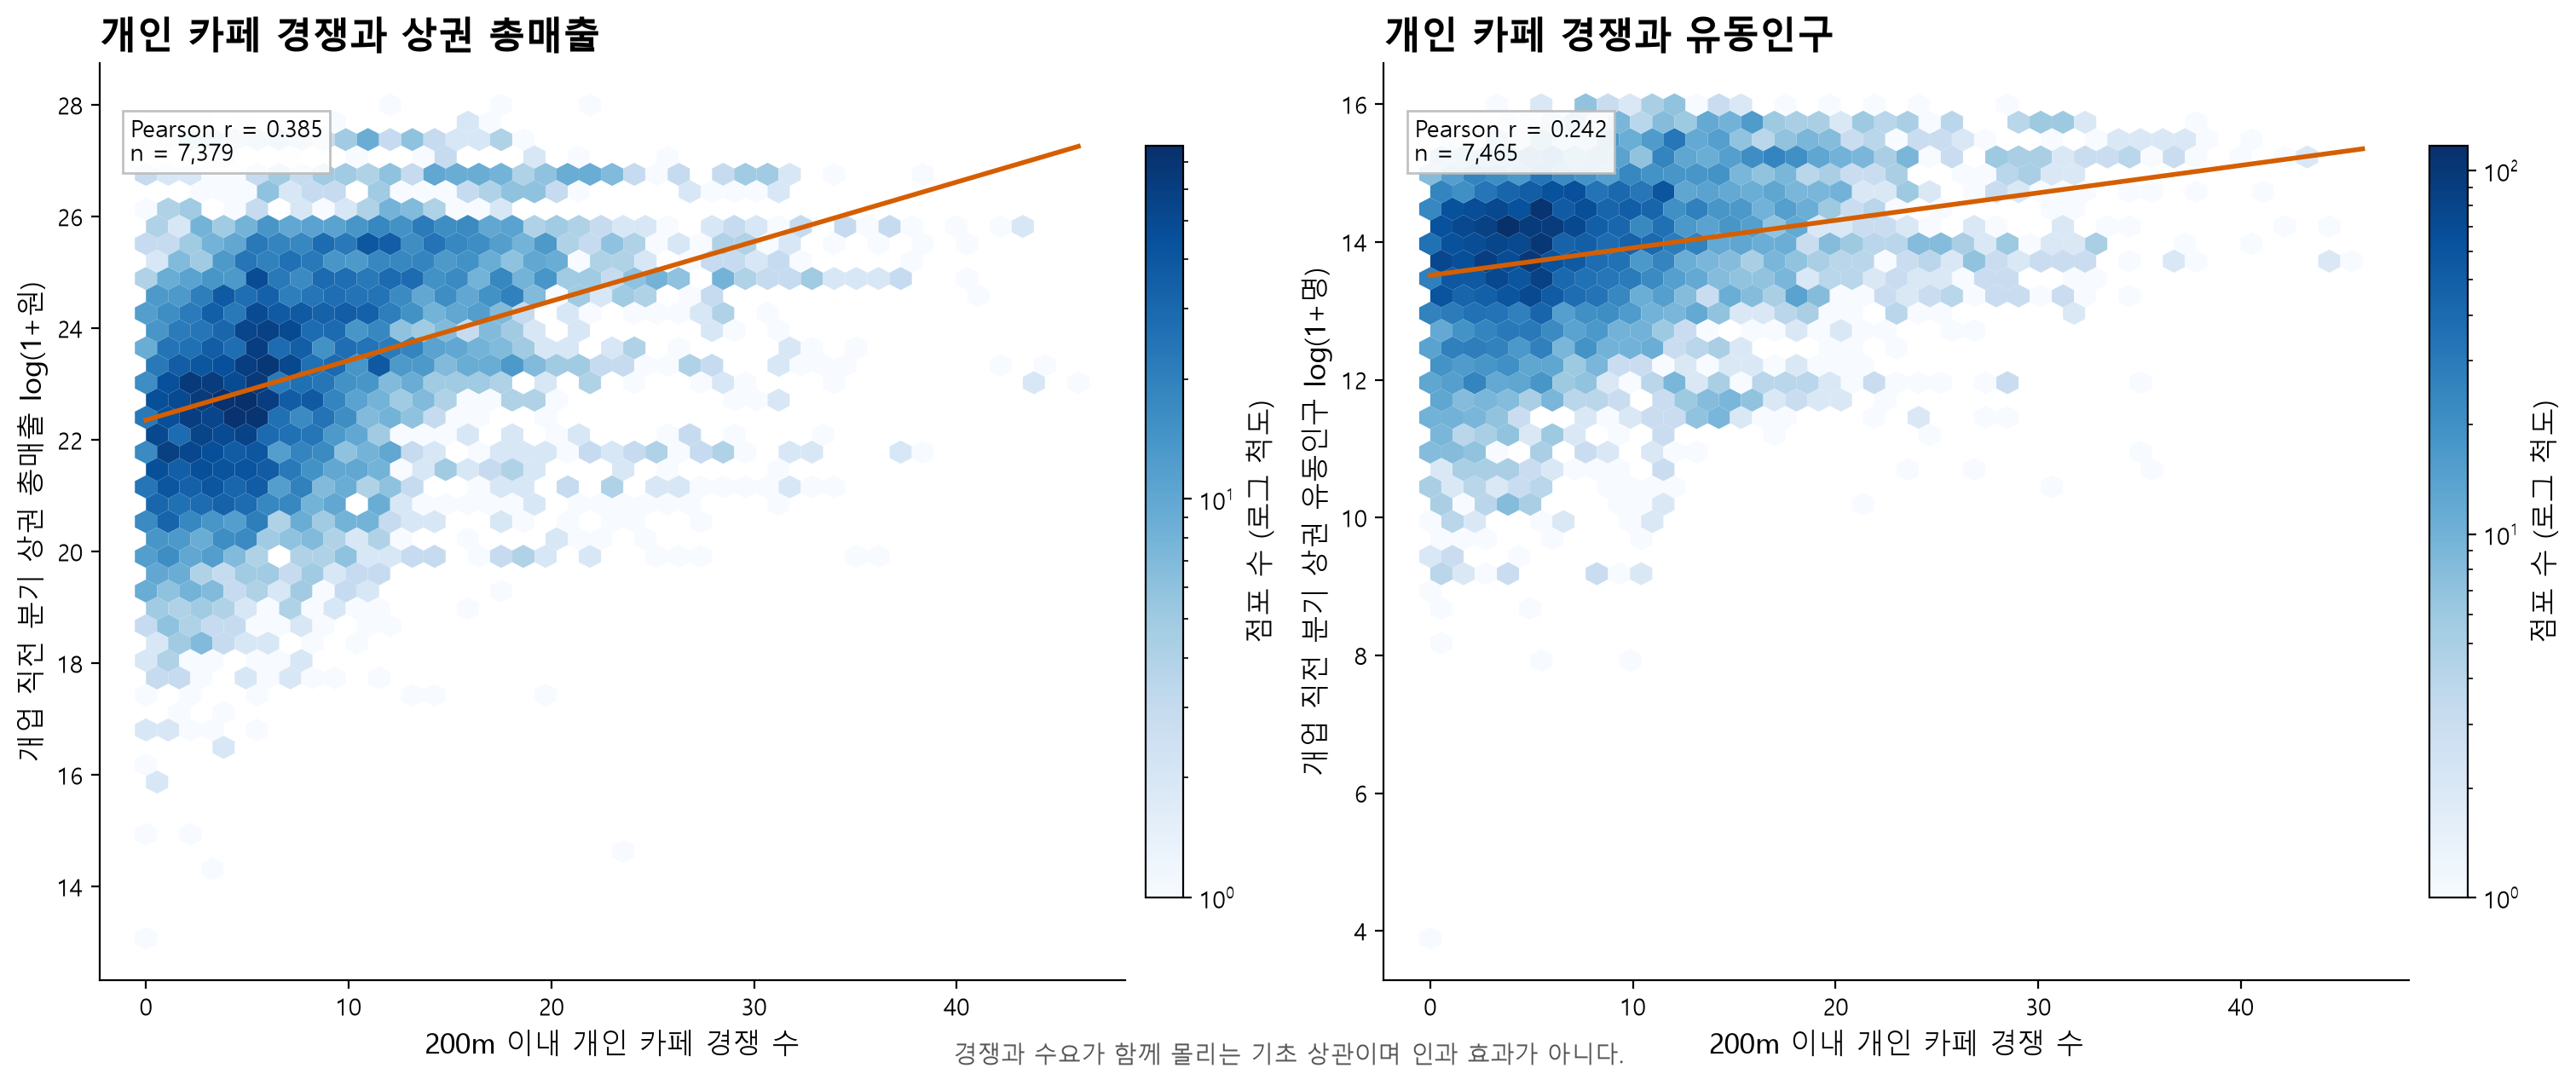 개인 카페 경쟁과 상권 총매출
Pearson r = 0.385
n = 7,379
개업 직전 분기 상권 총매출 log(1+원)
28
26
24
22
20
18
16
14
0
10
20
30
40
200m 이내 개인 카페 경쟁 수
10¹
10⁰
점포 수 (로그 척도)
개인 카페 경쟁과 유동인구
Pearson r = 0.242
n = 7,465
개업 직전 분기 상권 유동인구 log(1+명)
16
14
12
10
8
6
4
0
10
20
30
40
200m 이내 개인 카페 경쟁 수
10²
10¹
10⁰
점포 수 (로그 척도)
경쟁과 수요가 함께 몰리는 기초 상관이며 인과 효과가 아니다.